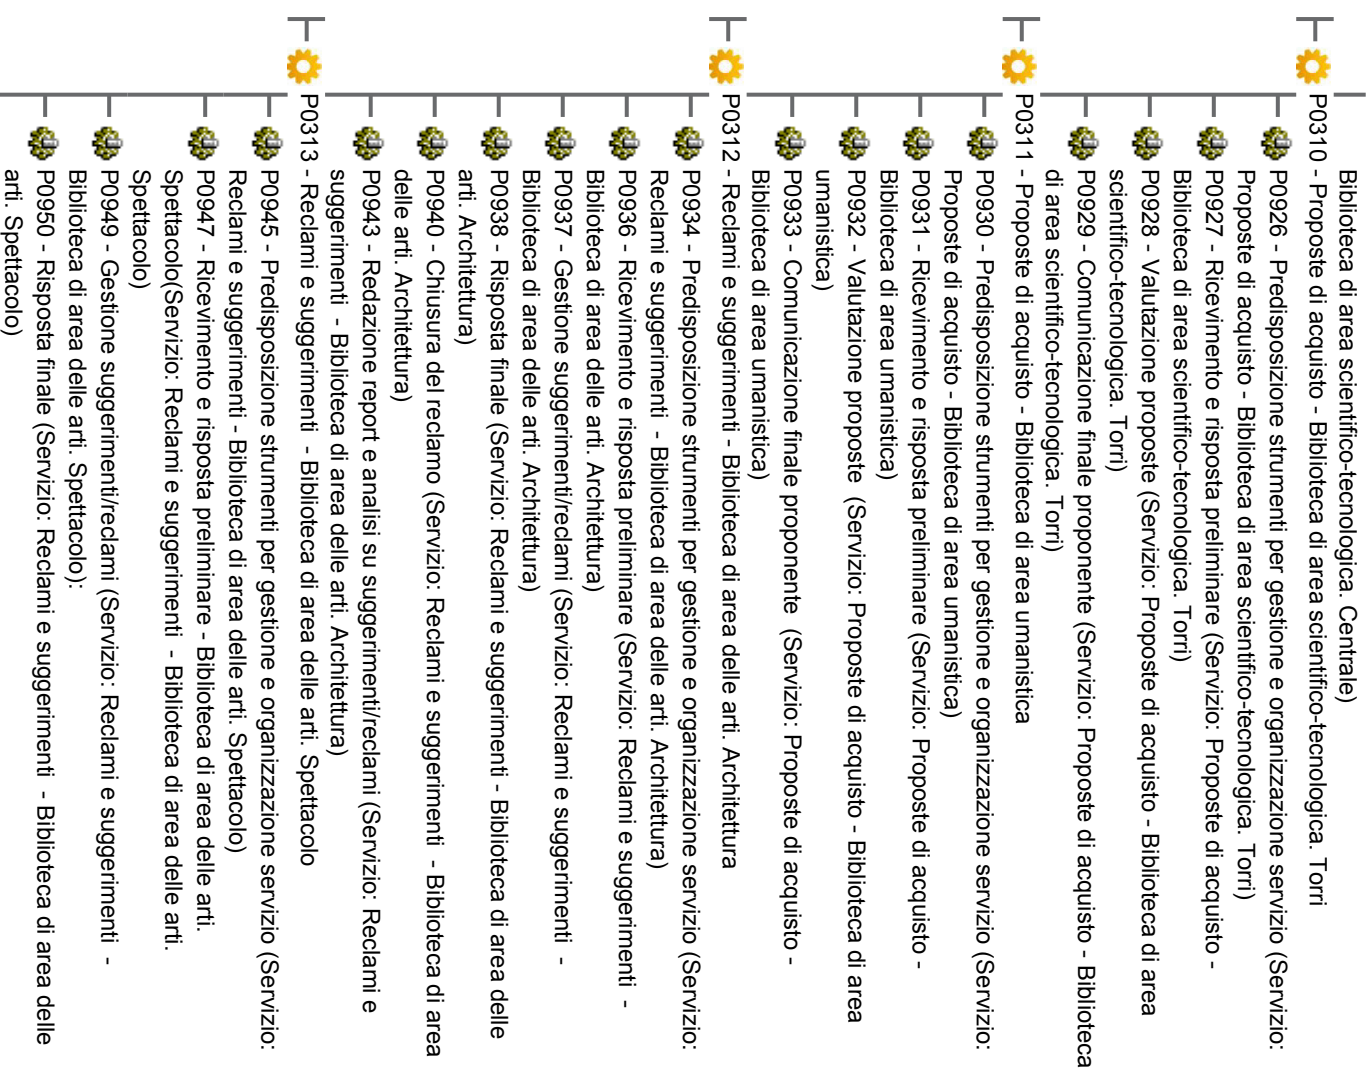 Biblioteca di area scientifico-tecnologica. Centrale)
P0310 - Proposte di acquisto - Biblioteca di area scientifico-tecnologica. Torri
P0926 - Predisposizione strumenti per gestione e organizzazione servizio (Servizio:
Proposte di acquisto - Biblioteca di area scientifico-tecnologica. Torri)
P0927 - Ricevimento e risposta preliminare (Servizio: Proposte di acquisto -
Biblioteca di area scientifico-tecnologica. Torri)
P0928 - Valutazione proposte (Servizio: Proposte di acquisto - Biblioteca di area
scientifico-tecnologica. Torri)
P0929 - Comunicazione finale proponente (Servizio: Proposte di acquisto - Biblioteca
di area scientifico-tecnologica. Torri)
P0311 - Proposte di acquisto - Biblioteca di area umanistica
P0930 - Predisposizione strumenti per gestione e organizzazione servizio (Servizio:
Proposte di acquisto - Biblioteca di area umanistica)
P0931 - Ricevimento e risposta preliminare (Servizio: Proposte di acquisto -
Biblioteca di area umanistica)
P0932 - Valutazione proposte  (Servizio: Proposte di acquisto - Biblioteca di area
umanistica)
P0933 - Comunicazione finale proponente  (Servizio: Proposte di acquisto -
Biblioteca di area umanistica)
P0312 - Reclami e suggerimenti - Biblioteca di area delle arti. Architettura
P0934 - Predisposizione strumenti per gestione e organizzazione servizio (Servizio:
Reclami e suggerimenti  - Biblioteca di area delle arti. Architettura)
P0936 - Ricevimento e risposta preliminare (Servizio: Reclami e suggerimenti  -
Biblioteca di area delle arti. Architettura)
P0937 - Gestione suggerimenti/reclami (Servizio: Reclami e suggerimenti  -
Biblioteca di area delle arti. Architettura)
P0938 - Risposta finale (Servizio: Reclami e suggerimenti - Biblioteca di area delle
arti. Architettura)
P0940 - Chiusura del reclamo (Servizio: Reclami e suggerimenti  - Biblioteca di area
delle arti. Architettura)
P0943 - Redazione report e analisi su suggerimenti/reclami (Servizio: Reclami e
suggerimenti  - Biblioteca di area delle arti. Architettura)
P0313 - Reclami e suggerimenti  - Biblioteca di area delle arti. Spettacolo
P0945 - Predisposizione strumenti per gestione e organizzazione servizio (Servizio:
Reclami e suggerimenti - Biblioteca di area delle arti. Spettacolo)
P0947 - Ricevimento e risposta preliminare - Biblioteca di area delle arti.
Spettacolo(Servizio: Reclami e suggerimenti  - Biblioteca di area delle arti.
Spettacolo)
P0949 - Gestione suggerimenti/reclami (Servizio: Reclami e suggerimenti  -
Biblioteca di area delle arti. Spettacolo):
P0950 - Risposta finale (Servizio: Reclami e suggerimenti  - Biblioteca di area delle
arti. Spettacolo)